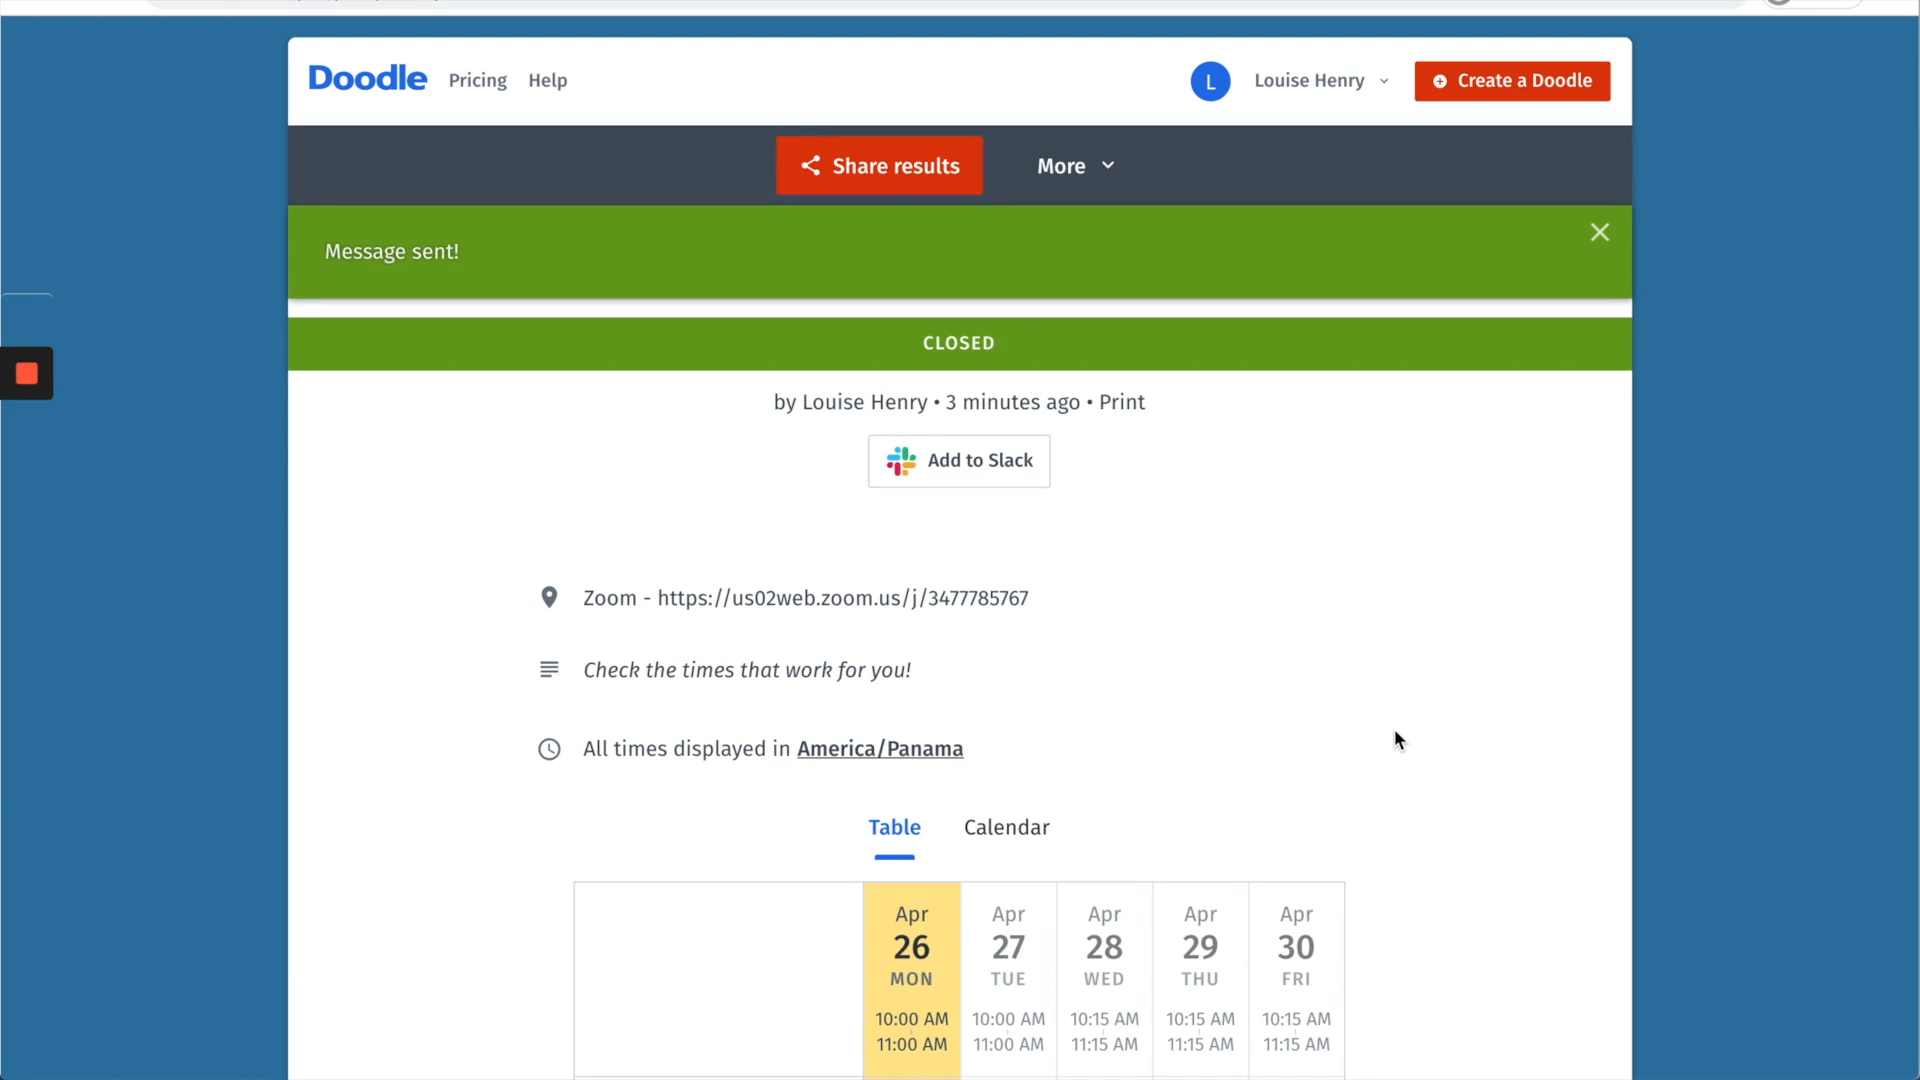 Doodle Pricing Help L Louise Henry Create a Doodle
Share results More
Message sent!
CLOSED
by Louise Henry • 3 minutes ago • Print
Add to Slack
Zoom - https://us02web.zoom.us/j/3477785767
Check the times that work for you!
All times displayed in America/Panama
Table Calendar
Apr Apr Apr Apr Apr
26 27 28 29 30
MON TUE WED THU FRI
10:00 AM 10:00 AM 10:15 AM 10:15 AM 10:15 AM
11:00 AM 11:00 AM 11:15 AM 11:15 AM 11:15 AM